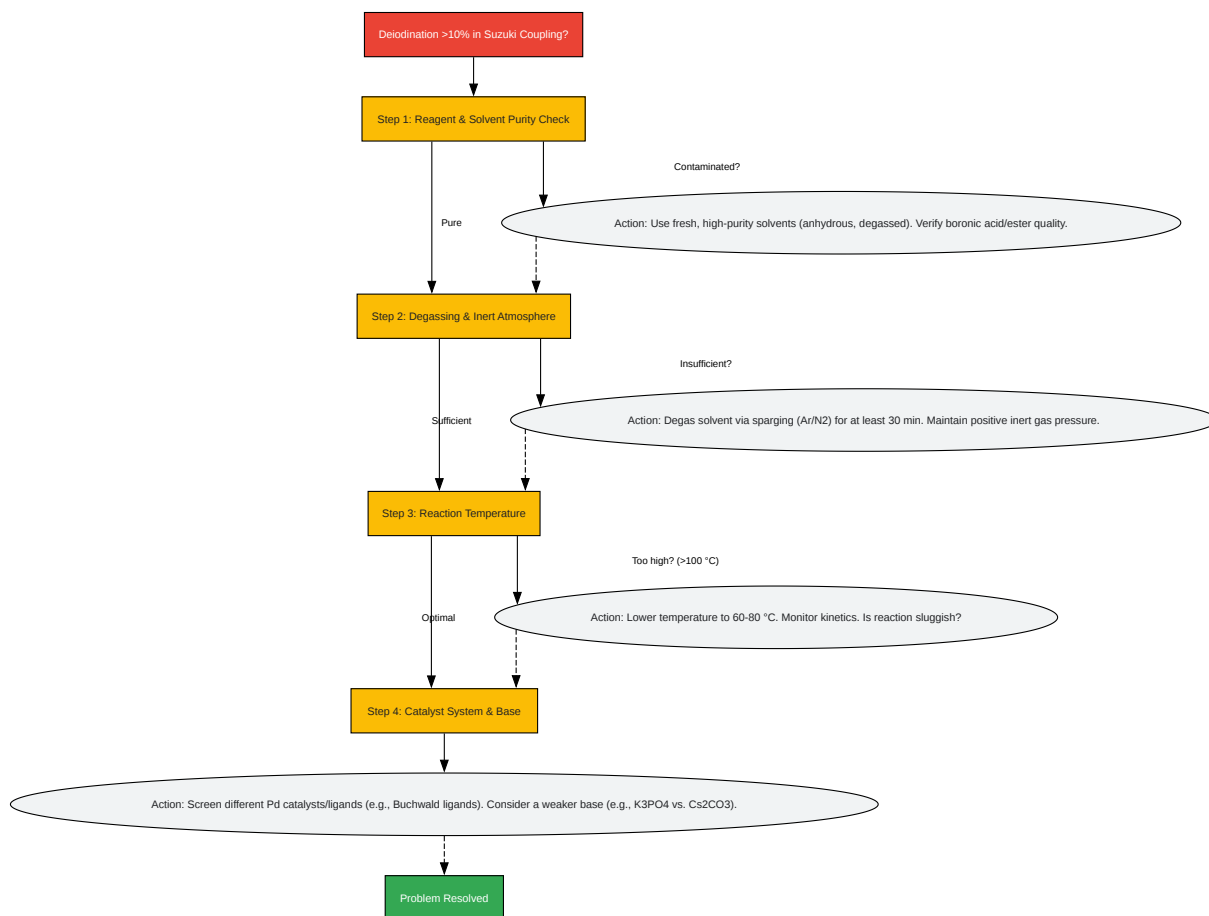 Deiodination >10% in Suzuki Coupling?
Step 1: Reagent & Solvent Purity Check
Contaminated?
Pure
Action: Use fresh, high-purity solvents (anhydrous, degassed). Verify boronic acid/ester quality.
Step 2: Degassing & Inert Atmosphere
Insufficient?
Sufficient
Action: Degas solvent via sparging (Ar/N2) for at least 30 min. Maintain positive inert gas pressure.
Step 3: Reaction Temperature
Too high? (>100 °C)
Optimal
Action: Lower temperature to 60-80 °C. Monitor kinetics. Is reaction sluggish?
Step 4: Catalyst System & Base
Action: Screen different Pd catalysts/ligands (e.g., Buchwald ligands). Consider a weaker base (e.g., K3PO4 vs. Cs2CO3).
Problem Resolved